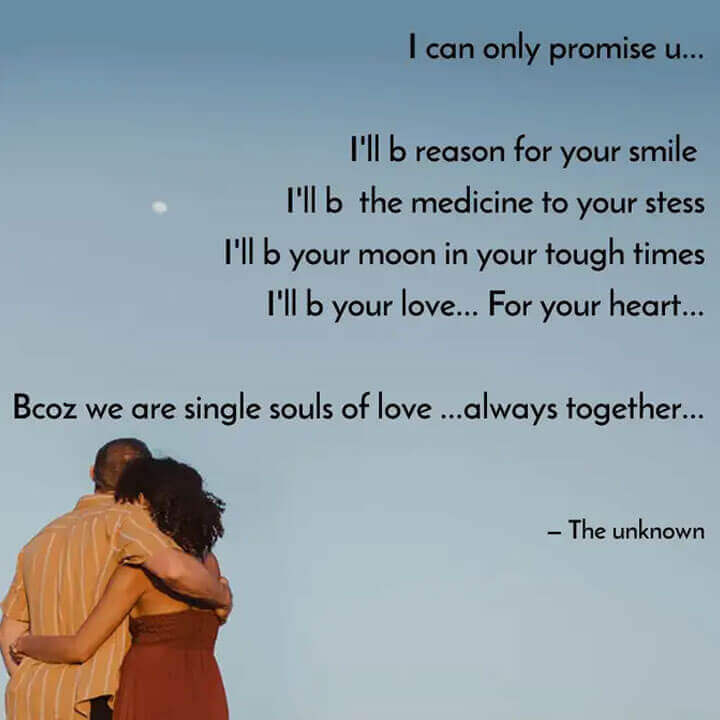 I can only promise u...
I'll b reason for your smile
I'll b the medicine to your stess
I'll b your moon in your tough times
I'll b your love... For your heart...
Bcoz we are single souls of love ...always together...
– The unknown